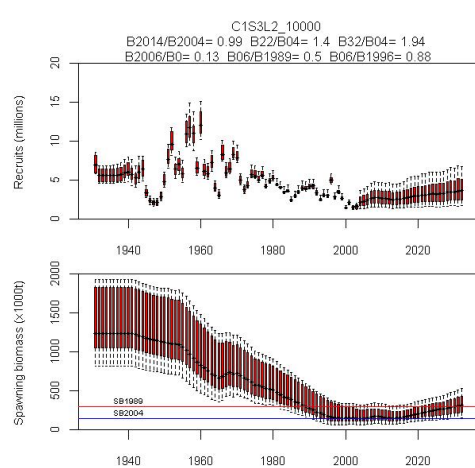 C1S3L2_10000
B2014/B2004= 0.99 B22/B04= 1.4 B32/B04= 1.94
B2006/B0= 0.13 B06/B1989= 0.5 B06/B1996= 0.88
Recruits (millions)
20
15
10
5
0
1940 1960 1980 2000 2020
Spawning biomass (x1000t)
2000
1500
1000
500
0
SB1989
SB2004
1940 1960 1980 2000 2020